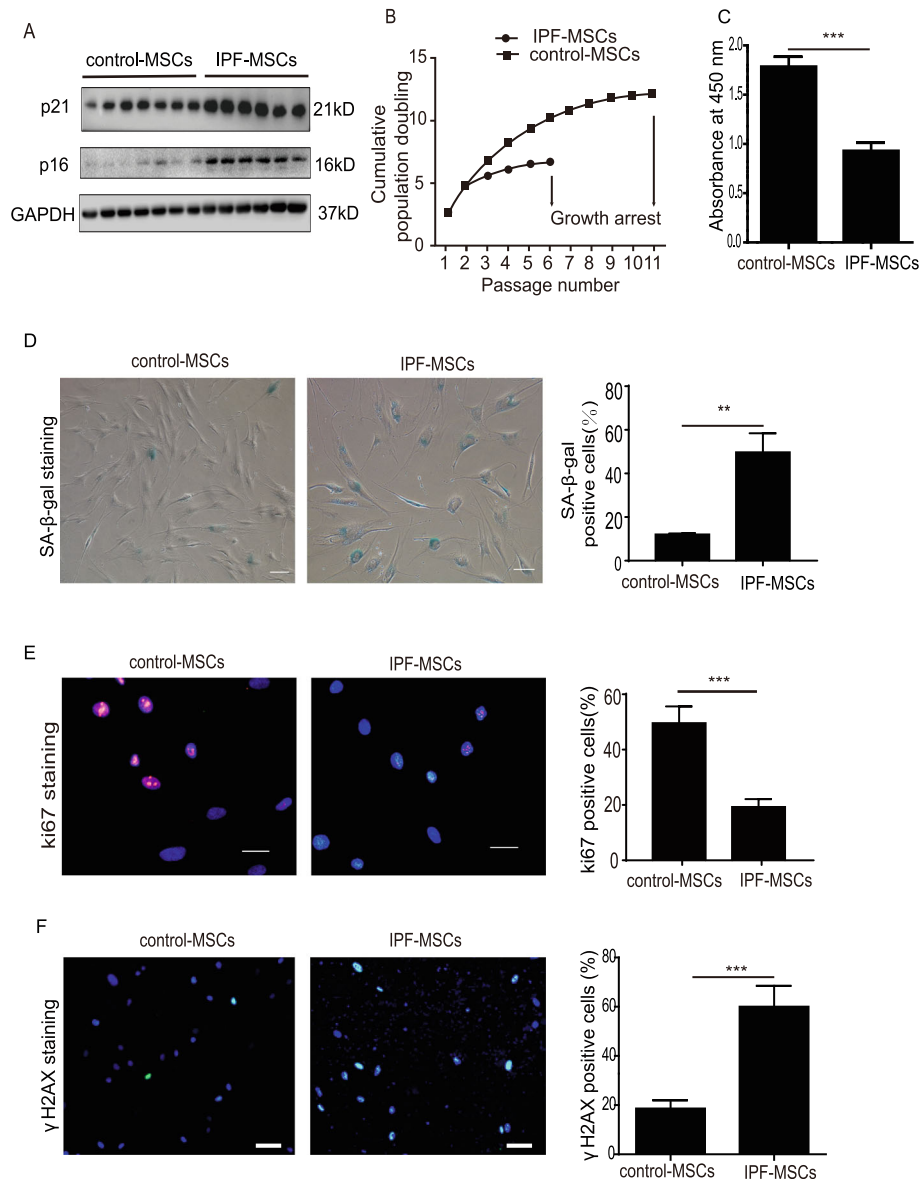 A
control-MSCs IPF-MSCs
p21 21kD
p16 16kD
GAPDH 37kD
B
IPF-MSCs
control-MSCs
Cumulative
population doubling
15
10
5
0
Growth arrest
1 2 3 4 5 6 7 8 9 10 11
Passage number
C
***
Absorbance at 450 nm
2.0
1.5
1.0
0.5
0.0
control-MSCs IPF-MSCs
D
control-MSCs IPF-MSCs
SA-β-gal staining
SA-β-gal
positive cells(%)
80
60
40
20
0
**
control-MSCs IPF-MSCs
E
control-MSCs IPF-MSCs
ki67 staining
ki67 positive cells(%)
60
40
20
0
***
control-MSCs IPF-MSCs
F
control-MSCs IPF-MSCs
γH2AX staining
γH2AX positive cells (%)
80
60
40
20
0
***
control-MSCs IPF-MSCs